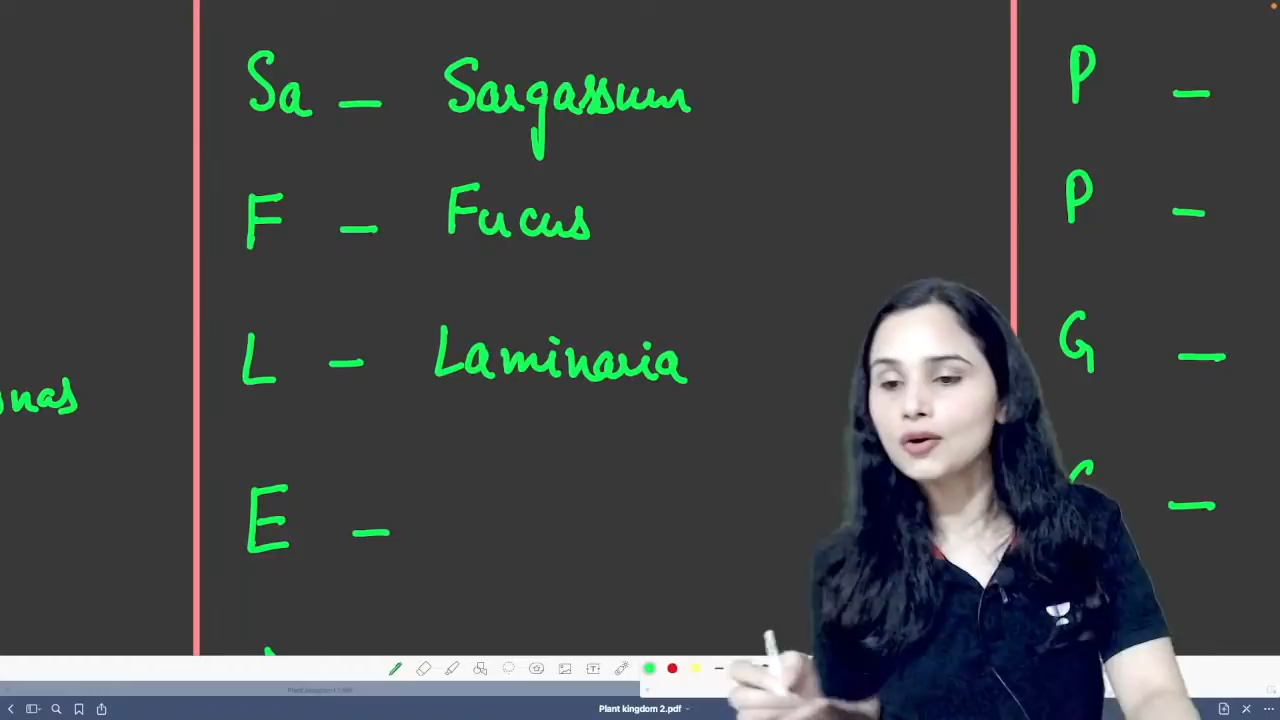 Sa — Sargassum
P —
F — Fucus
P —
L — Laminaria
G —
nas
E —
—
Plant kingdom 2.pdf